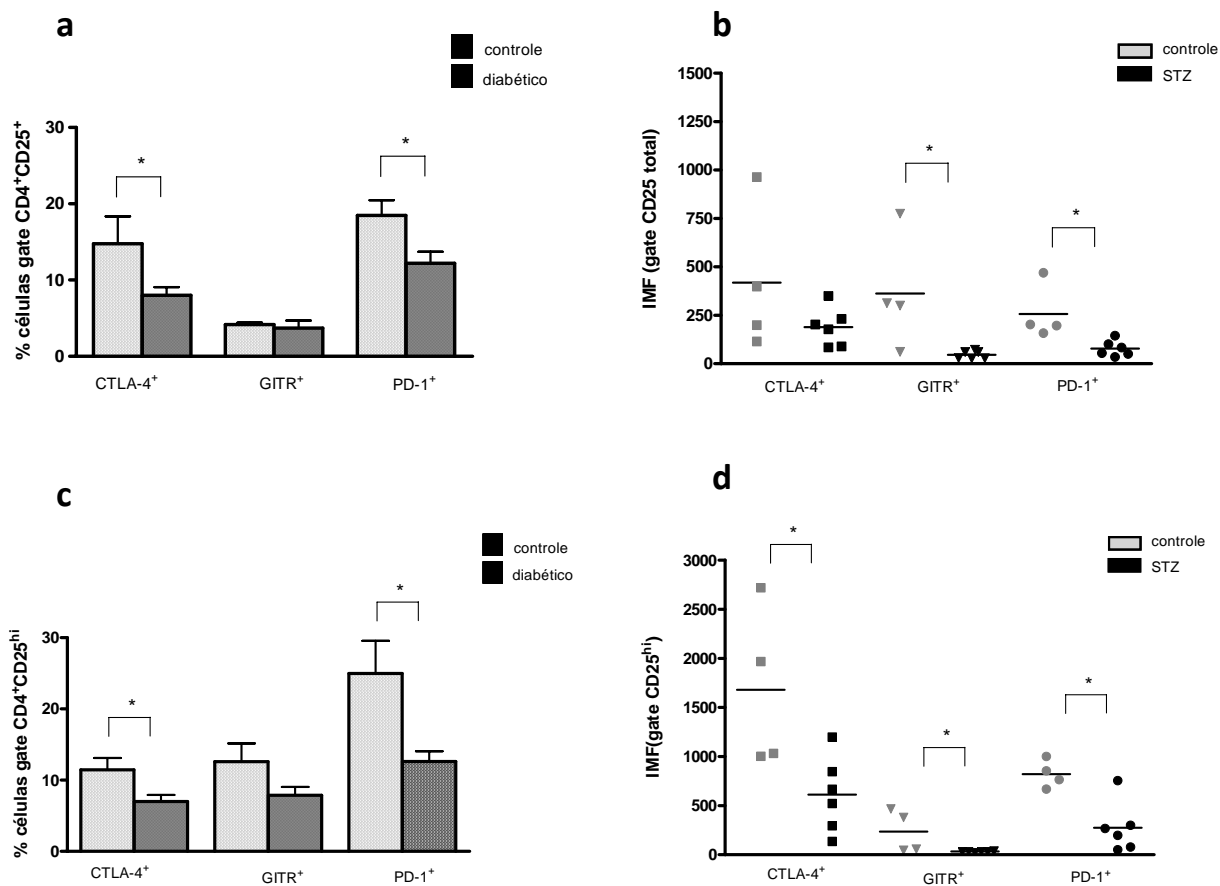 a
controle
diabético
% células gate CD4⁺CD25⁺
30
20
10
0
*
*
CTLA-4⁺
GITR⁺
PD-1⁺
b
controle
STZ
IMF (gate CD25 total)
1500
1250
1000
750
500
250
0
*
*
CTLA-4⁺
GITR⁺
PD-1⁺
c
controle
diabético
% células gate CD4⁺CD25ʰⁱ
30
20
10
0
*
*
CTLA-4⁺
GITR⁺
PD-1⁺
d
controle
STZ
IMF(gate CD25ʰⁱ)
3000
2500
2000
1500
1000
500
0
*
*
*
CTLA-4⁺
GITR⁺
PD-1⁺